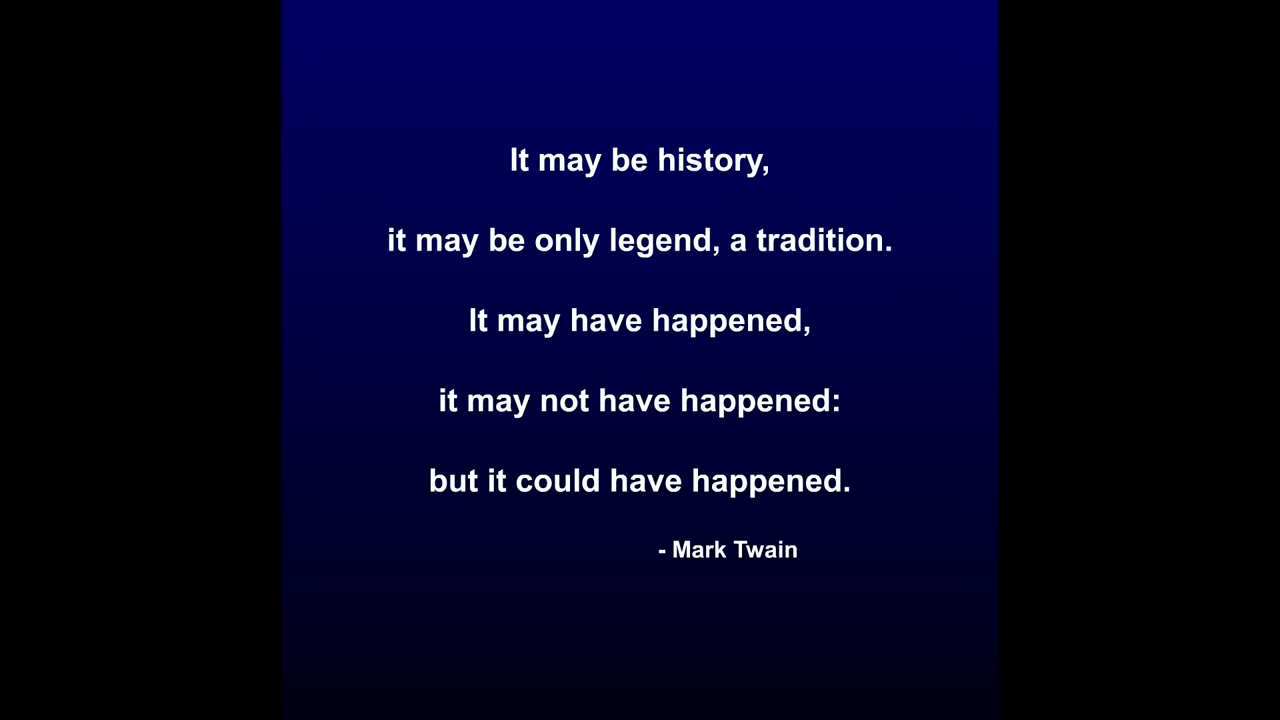 It may be history,
it may be only legend, a tradition.
It may have happened,
it may not have happened:
but it could have happened.
- Mark Twain